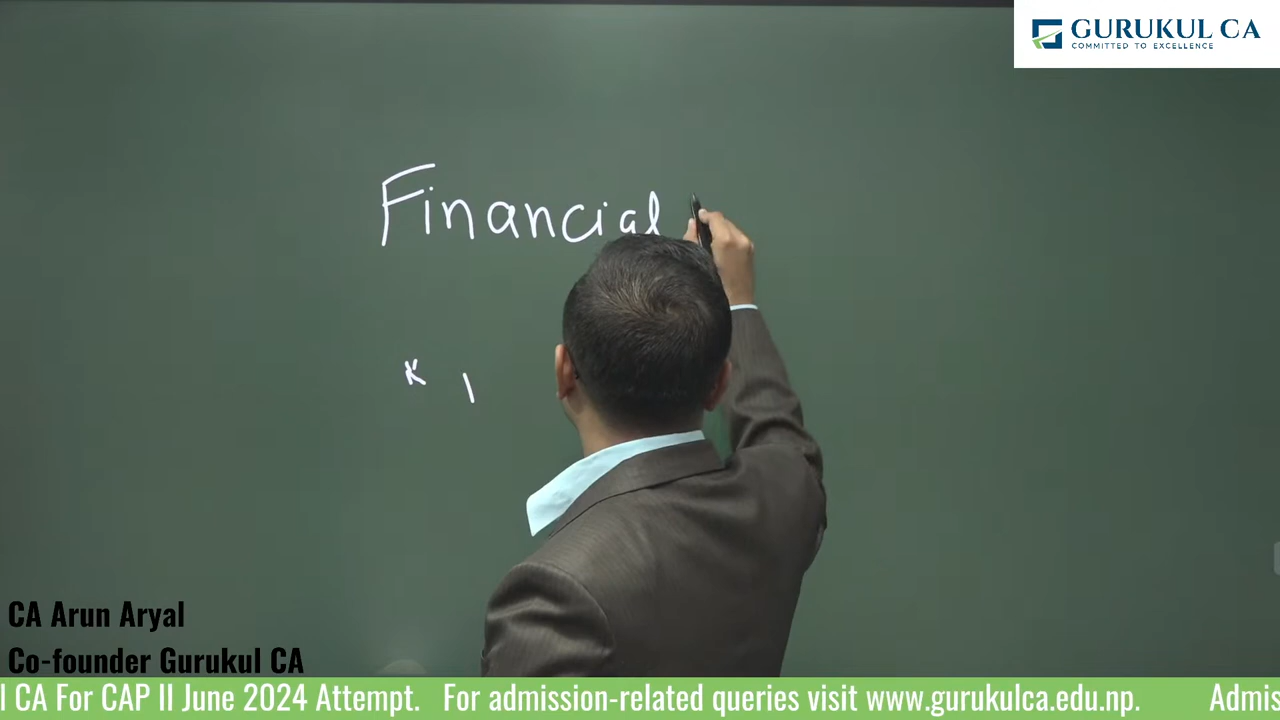 GURUKUL CA
COMMITTED TO EXCELLENCE
Financial
CA Arun Aryal
Co-founder Gurukul CA
l CA For CAP II June 2024 Attempt. For admission-related queries visit www.gurukulca.edu.np. Admis